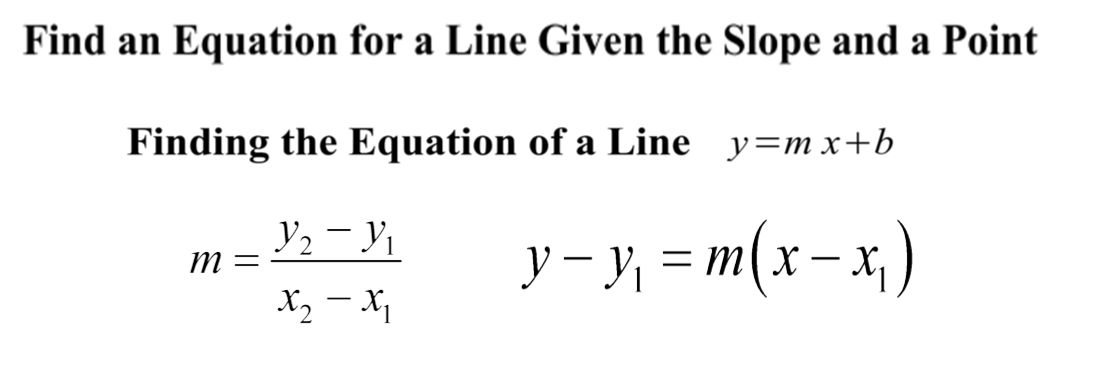 Find an Equation for a Line Given the Slope and a Point
Finding the Equation of a Line y=m x+b
m = (y₂ − y₁)/(x₂ − x₁) y − y₁ = m(x − x₁)